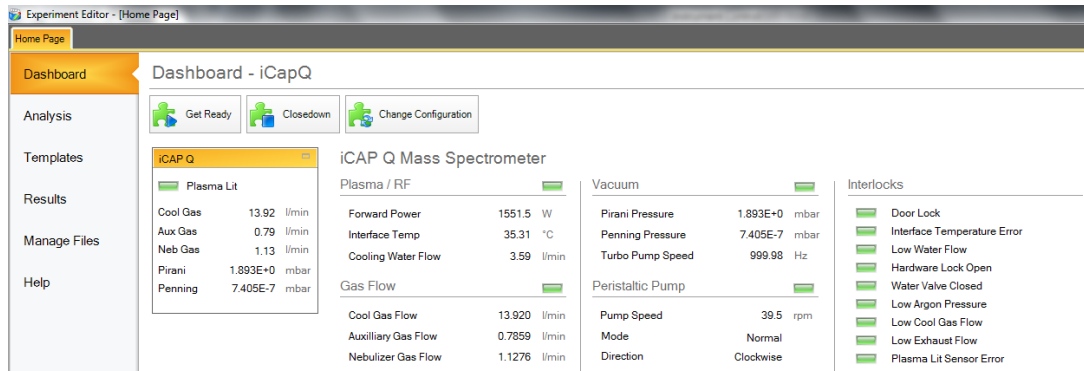 Experiment Editor - [Home Page]
Home Page
Dashboard
Analysis
Templates
Results
Manage Files
Help
Dashboard - iCapQ
Get Ready Closedown Change Configuration
iCAP Q
Plasma Lit
Cool Gas 13.92 l/min
Aux Gas 0.79 l/min
Neb Gas 1.13 l/min
Pirani 1.893E+0 mbar
Penning 7.405E-7 mbar
iCAP Q Mass Spectrometer
Plasma / RF
Forward Power 1551.5 W
Interface Temp 35.31 °C
Cooling Water Flow 3.59 l/min
Gas Flow
Cool Gas Flow 13.920 l/min
Auxilliary Gas Flow 0.7859 l/min
Nebulizer Gas Flow 1.1276 l/min
Vacuum
Pirani Pressure 1.893E+0 mbar
Penning Pressure 7.405E-7 mbar
Turbo Pump Speed 999.98 Hz
Peristaltic Pump
Pump Speed 39.5 rpm
Mode Normal
Direction Clockwise
Interlocks
Door Lock
Interface Temperature Error
Low Water Flow
Hardware Lock Open
Water Valve Closed
Low Argon Pressure
Low Cool Gas Flow
Low Exhaust Flow
Plasma Lit Sensor Error